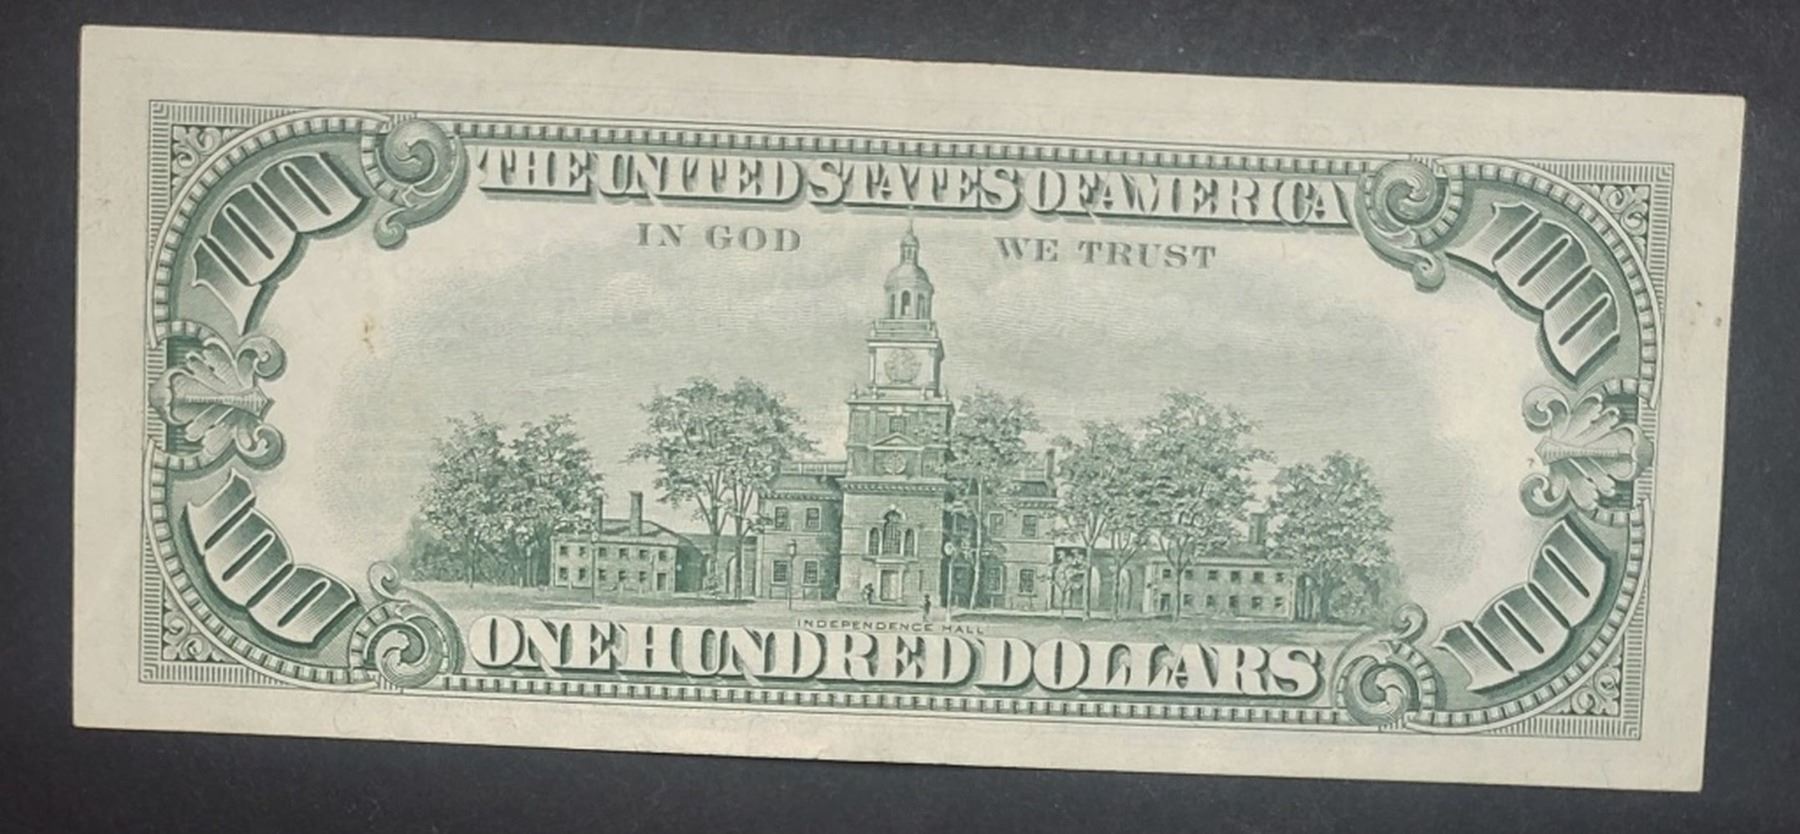 THE UNITED STATES OF AMERICA
IN GOD WE TRUST
100 100
INDEPENDENCE HALL
ONE HUNDRED DOLLARS
100 100